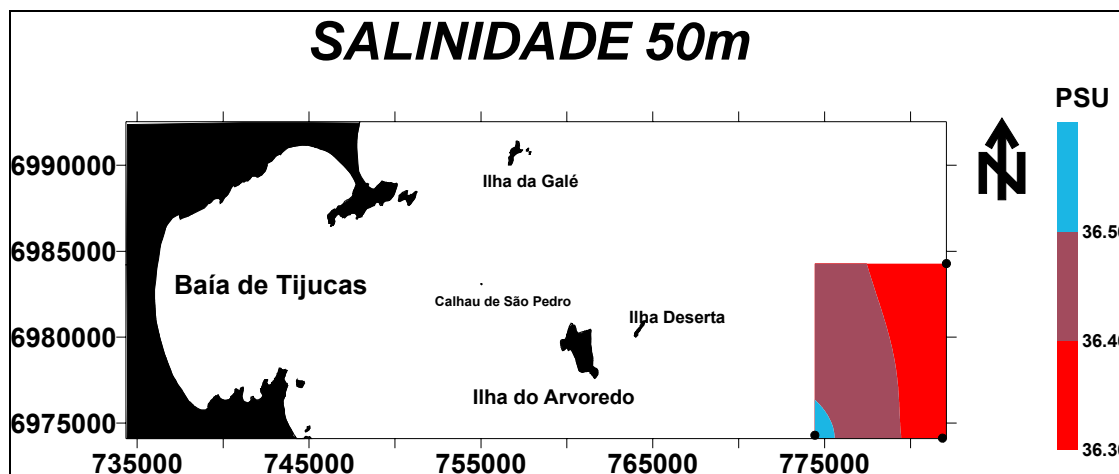 SALINIDADE 50m
PSU
6990000
Ilha da Galé
N
36.50
6985000
Baía de Tijucas
Calhau de São Pedro
Ilha Deserta
6980000
36.40
Ilha do Arvoredo
6975000
36.30
735000 745000 755000 765000 775000